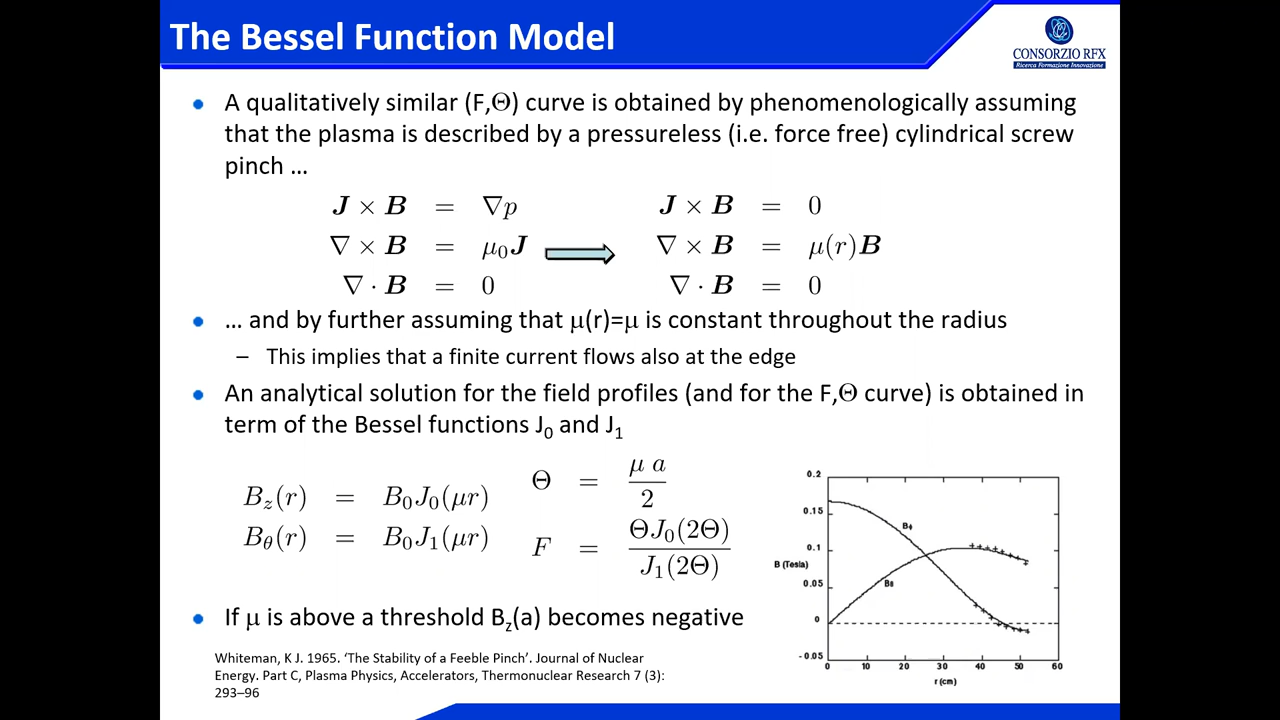 The Bessel Function Model
CONSORZIO RFX
Ricerca Formazione Innovazione
• A qualitatively similar (F,Θ) curve is obtained by phenomenologically assuming
that the plasma is described by a pressureless (i.e. force free) cylindrical screw
pinch …
J × B = ∇p
J × B = 0
∇ × B = μ₀J
∇ × B = μ(r)B
∇ · B = 0
∇ · B = 0
• … and by further assuming that μ(r)=μ is constant throughout the radius
– This implies that a finite current flows also at the edge
• An analytical solution for the field profiles (and for the F,Θ curve) is obtained in
term of the Bessel functions J₀ and J₁
B_z(r) = B₀J₀(μr)
B_θ(r) = B₀J₁(μr)
Θ = μ a / 2
F = ΘJ₀(2Θ) / J₁(2Θ)
0.2
0.15
0.1
B (Tesla)
0.05
0
-0.05
Bϕ
Bθ
0 10 20 30 40 50 60
r (cm)
• If μ is above a threshold B_z(a) becomes negative
Whiteman, K J. 1965. ‘The Stability of a Feeble Pinch’. Journal of Nuclear
Energy. Part C, Plasma Physics, Accelerators, Thermonuclear Research 7 (3):
293–96